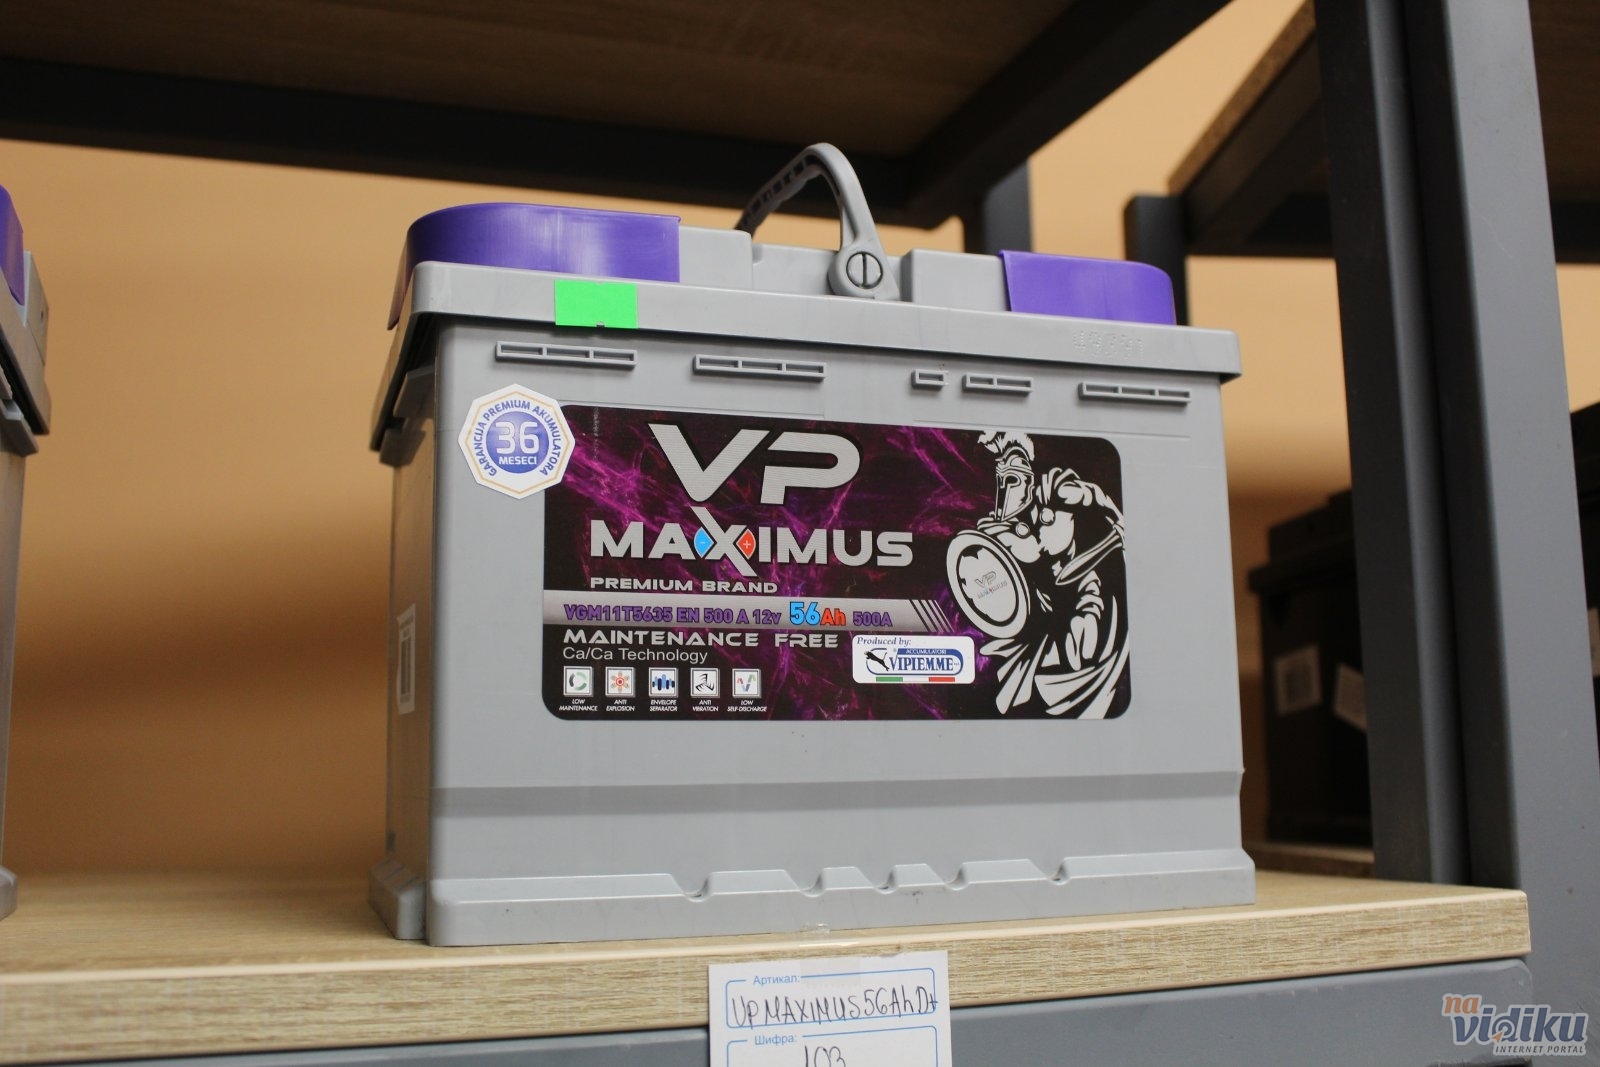 49391
GARANCIJA PREMIUM AKUMULATORA
36
MESECI
VP
MAXIMUS
PREMIUM BRAND
VGM11T5635 EN 500 A 12v 56Ah 500A
MAINTENANCE FREE
Ca/Ca Technology
Produced by:
ACCUMULATORI
VIPIEMME
LOW
MAINTENANCE
ANTI
EXPLOSION
ENVELOPE
SEPARATOR
ANTI
VIBRATION
LOW
SELF-DISCHARGE
VP
MAXIMUS
Артикал:
VPMAXIMUS56AhD+
Шифра:
103
na
vidiku
INTERNET PORTAL